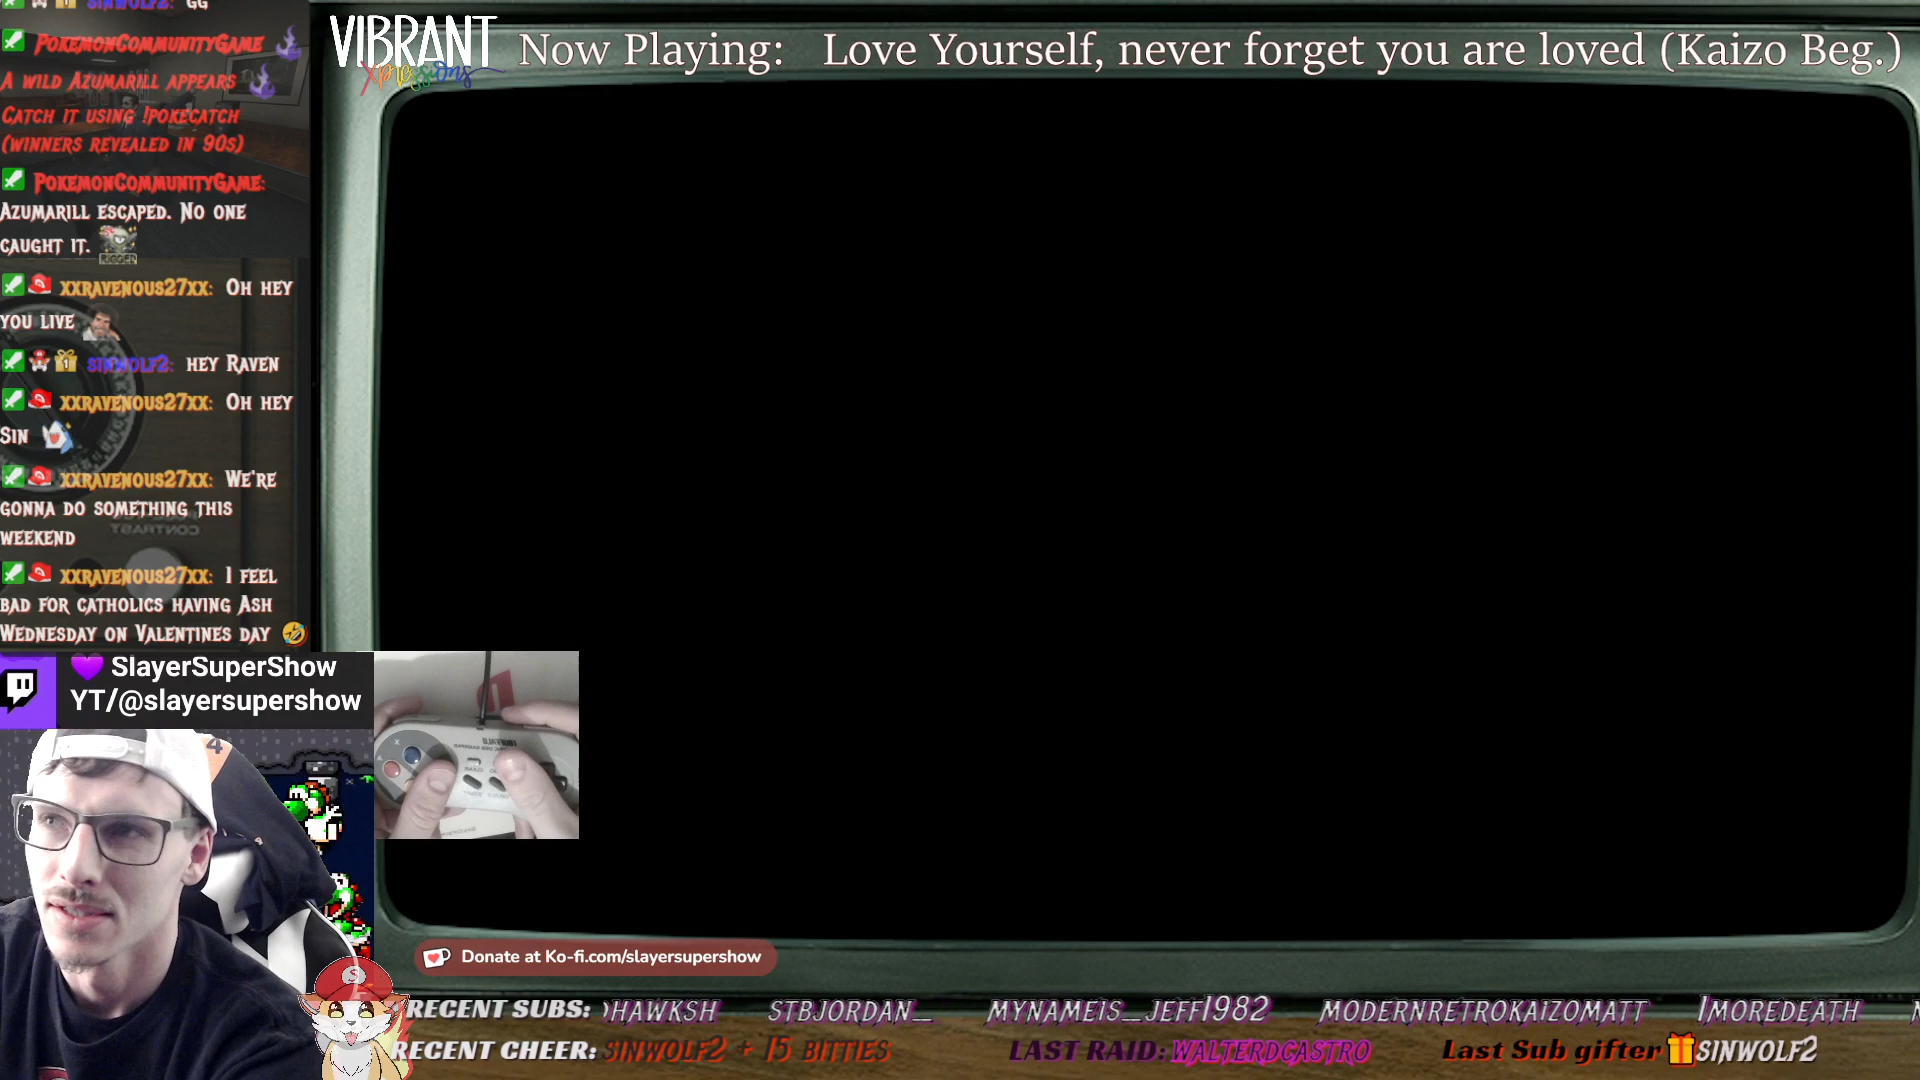 SINWOLF2: GG
POKEMONCOMMUNITYGAME
A WILD AZUMARILL APPEARS
CATCH IT USING !POKECATCH
(WINNERS REVEALED IN 90S)
POKEMONCOMMUNITYGAME:
AZUMARILL ESCAPED. NO ONE
CAUGHT IT.
XXRAVENOUS27XX: OH HEY
YOU LIVE
SINWOLF2: HEY RAVEN
XXRAVENOUS27XX: OH HEY
SIN
XXRAVENOUS27XX: WE'RE
GONNA DO SOMETHING THIS
WEEKEND
XXRAVENOUS27XX: I FEEL
BAD FOR CATHOLICS HAVING ASH
WEDNESDAY ON VALENTINES DAY
VIBRANT
Xpressions
Now Playing: Love Yourself, never forget you are loved (Kaizo Beg.)
SlayerSuperShow
YT/@slayersupershow
Donate at Ko-fi.com/slayersupershow
RECENT SUBS: HAWKSH STBJORDAN_ MYNAMEIS_JEFF1982 MODERNRETROKAIZOMATT 1MOREDEATH
RECENT CHEER: SINWOLF2 + 15 BITTIES LAST RAID: WALTERDCASTRO Last Sub gifter SINWOLF2